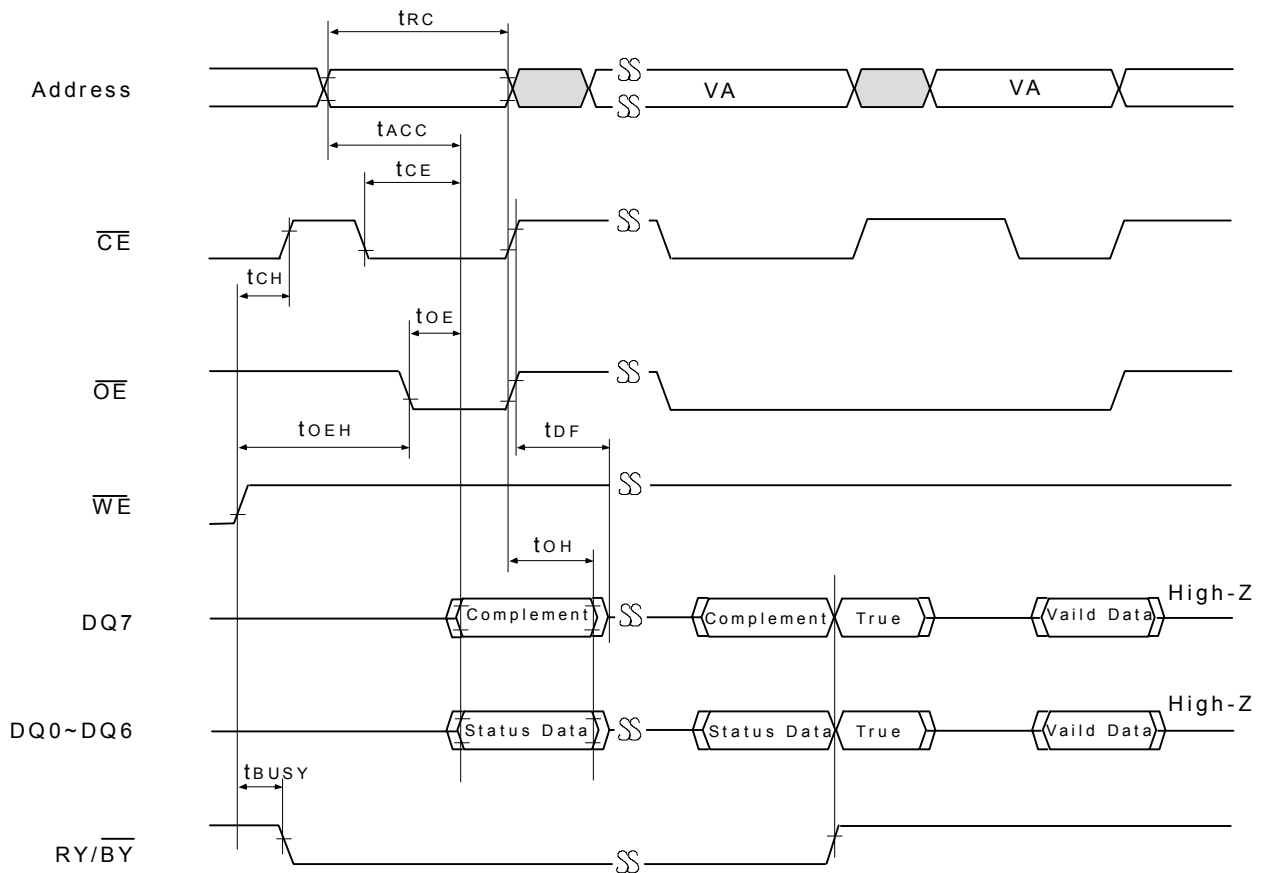 tRC
Address
VA
VA
tACC
tCE
CE
tCH
tOE
OE
tOEH
tDF
WE
tOH
DQ7
Complement
Complement
True
Vaild Data
High-Z
DQ0~DQ6
Status Data
Status Data
True
Vaild Data
High-Z
tBUSY
RY/BY